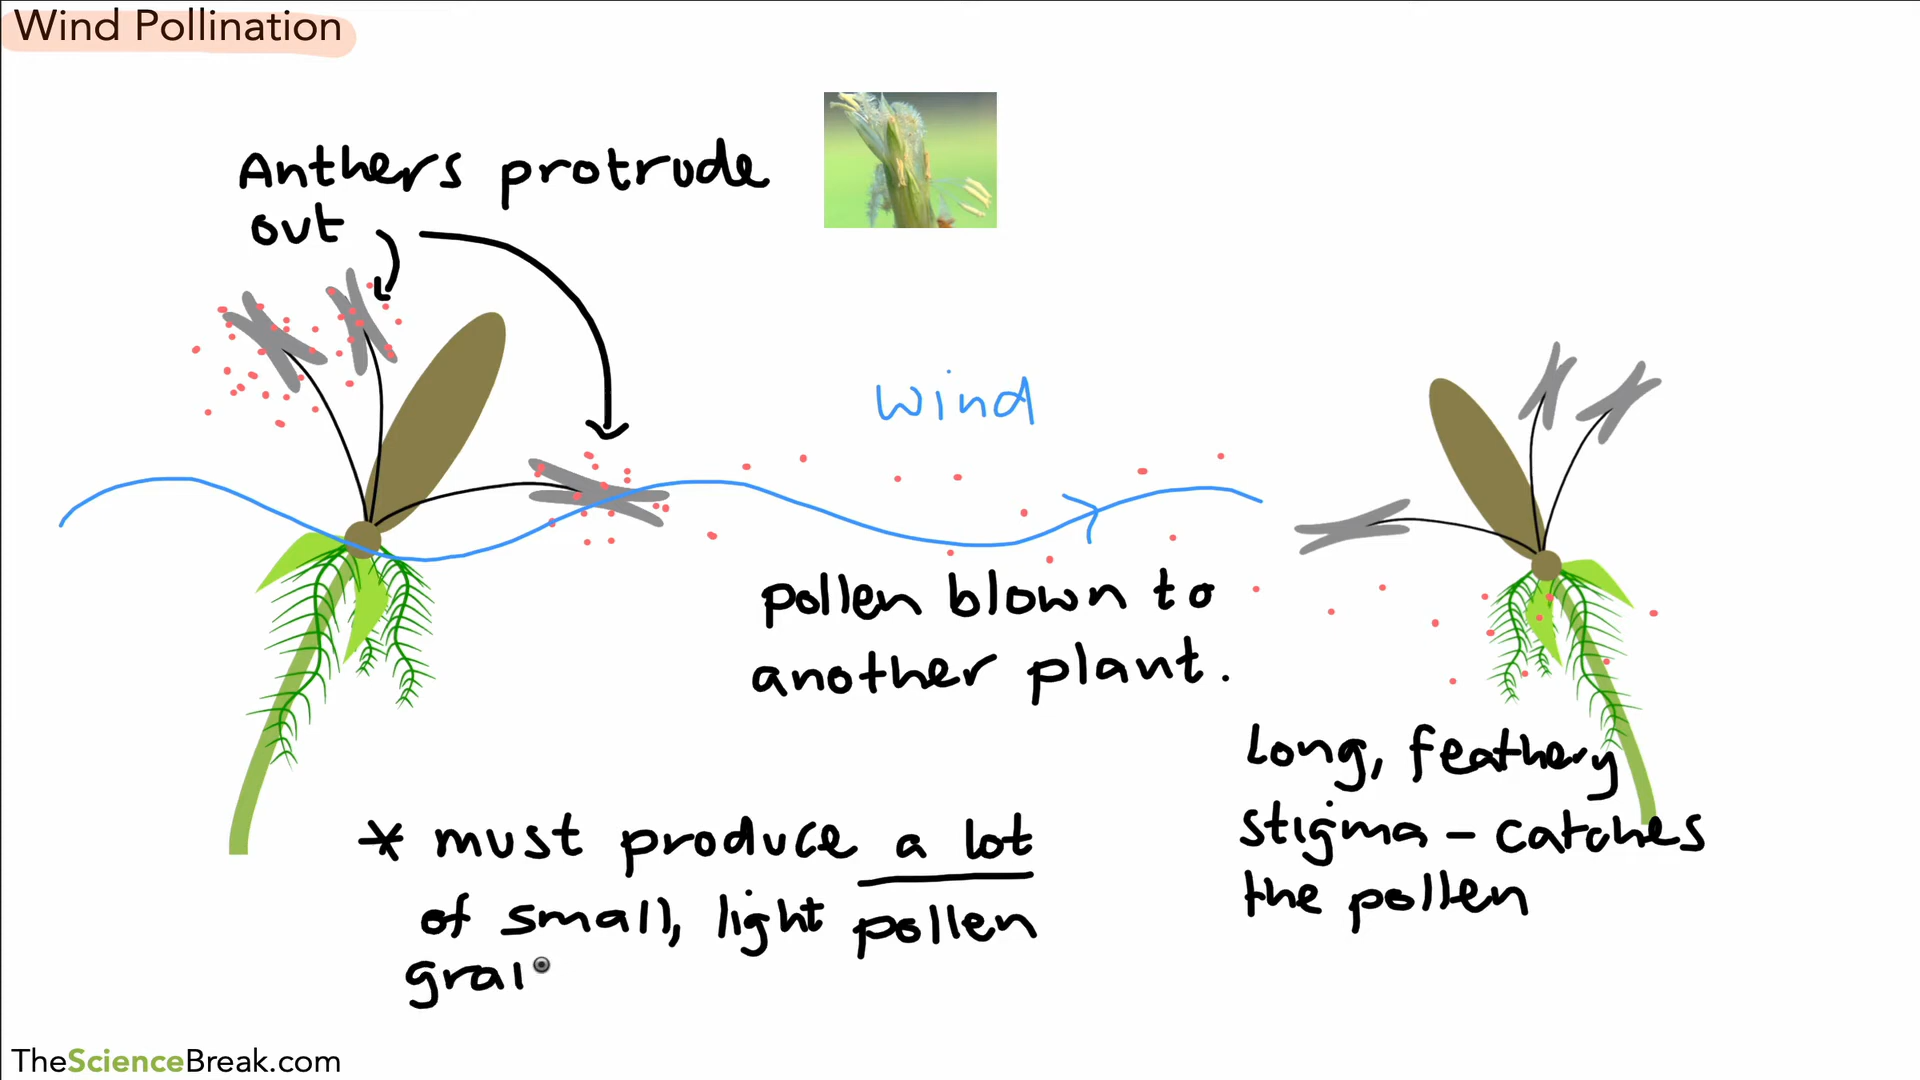 Wind Pollination
Anthers protrude
out
wind
pollen blown to
another plant.
long, feathery
stigma – catches
the pollen
* must produce a lot
of small, light pollen
grai
TheScienceBreak.com